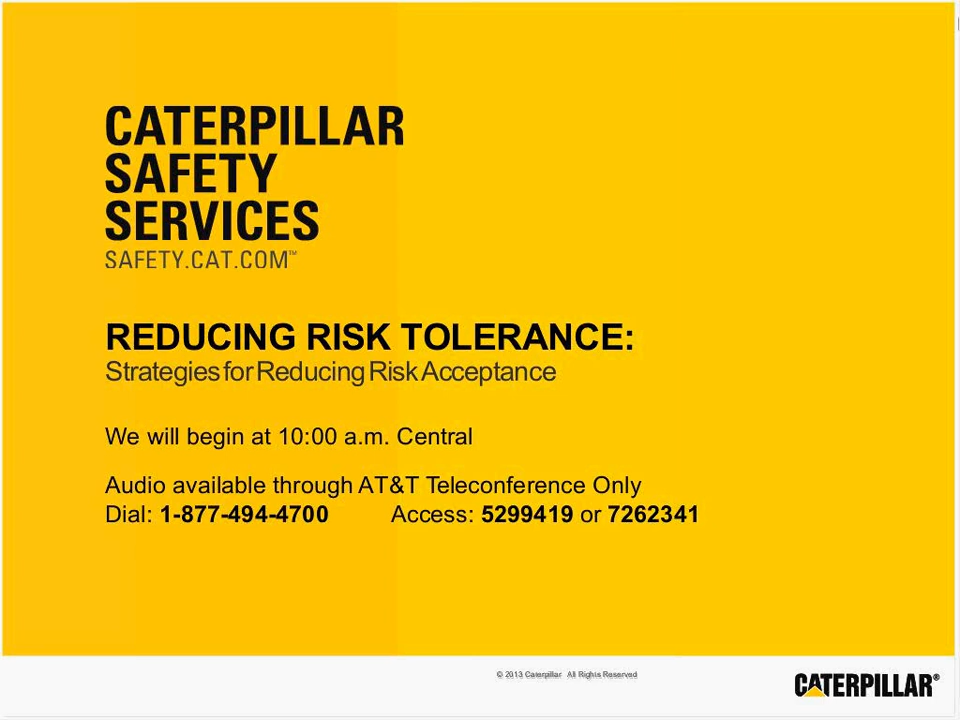 CATERPILLAR
SAFETY
SERVICES
SAFETY.CAT.COM™
REDUCING RISK TOLERANCE:
Strategies for Reducing Risk Acceptance
We will begin at 10:00 a.m. Central
Audio available through AT&T Teleconference Only
Dial: 1-877-494-4700 Access: 5299419 or 7262341
© 2013 Caterpillar All Rights Reserved
CATERPILLAR®